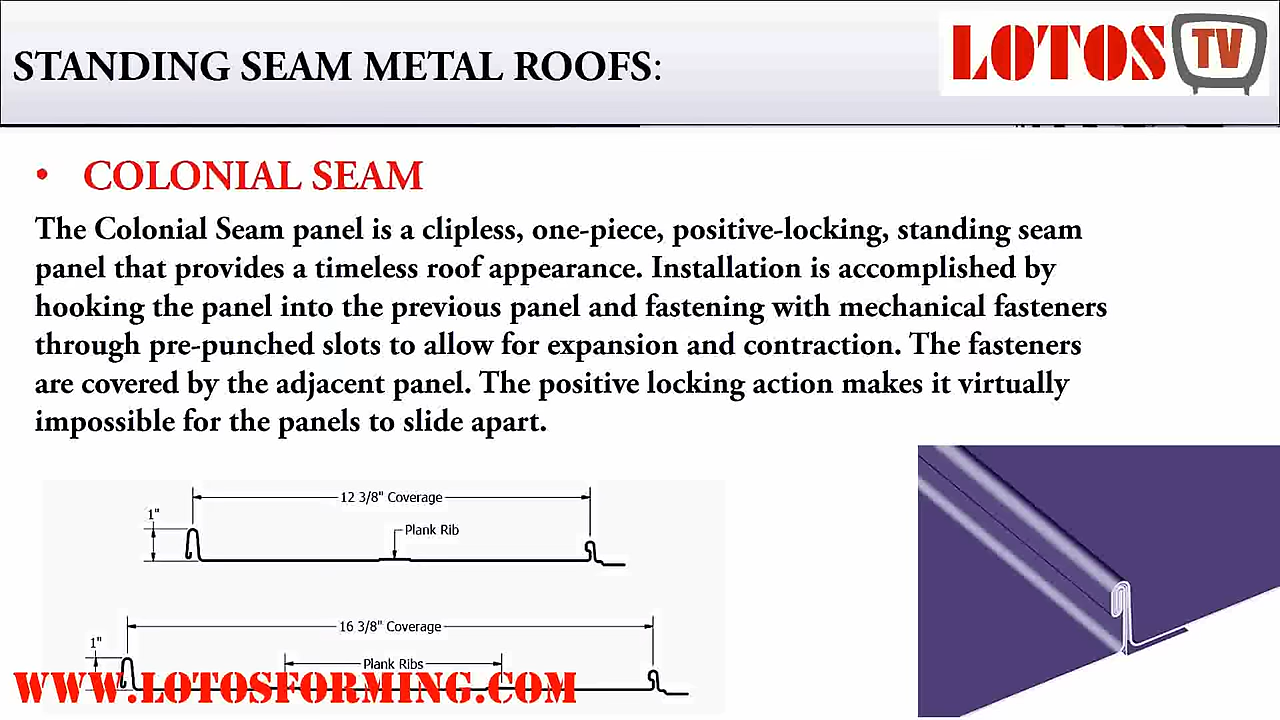 STANDING SEAM METAL ROOFS:
LOTOS TV
• COLONIAL SEAM
The Colonial Seam panel is a clipless, one-piece, positive-locking, standing seam
panel that provides a timeless roof appearance. Installation is accomplished by
hooking the panel into the previous panel and fastening with mechanical fasteners
through pre-punched slots to allow for expansion and contraction. The fasteners
are covered by the adjacent panel. The positive locking action makes it virtually
impossible for the panels to slide apart.
12 3/8" Coverage
1"
Plank Rib
16 3/8" Coverage
1"
Plank Ribs
WWW.LOTOSFORMING.COM